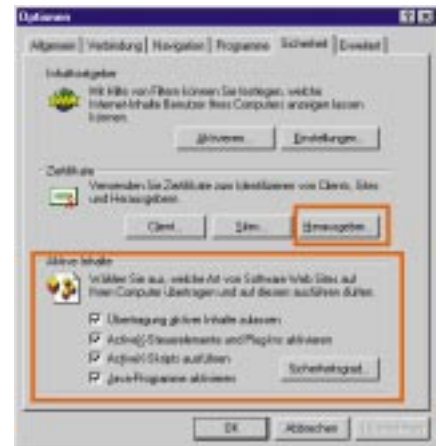 Optionen
Allgemein Verbindung Navigation Programme Sicherheit Erweitert
Inhaltsratgeber
Mit Hilfe von Filtern können Sie festlegen, welche
Internet-Inhalte Benutzer Ihres Computers anzeigen lassen
können.
Aktivieren... Einstellungen...
Zertifikate
Verwenden Sie Zertifikate zum Identifizieren von Clients, Sites
und Herausgebern.
Client... Sites... Herausgeber...
Aktive Inhalte
Wählen Sie aus, welche Art von Software Web-Sites auf
Ihren Computer übertragen und auf diesem ausführen dürfen.
Übertragung aktiver Inhalte zulassen
ActiveX-Steuerelemente und Plug-Ins aktivieren
ActiveX-Skripts ausführen
Java-Programme aktivieren
Sicherheitsgrad...
OK Abbrechen